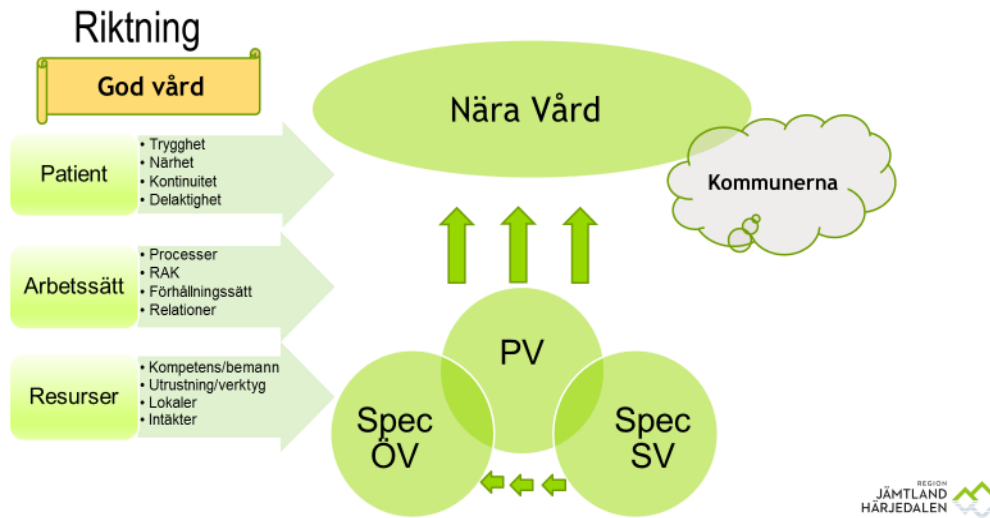 Riktning
God vård
Patient
• Trygghet
• Närhet
• Kontinuitet
• Delaktighet
Arbetssätt
• Processer
• RAK
• Förhållningssätt
• Relationer
Resurser
• Kompetens/bemann
• Utrustning/verktyg
• Lokaler
• Intäkter
Nära Vård
Kommunerna
PV
Spec
ÖV
Spec
SV
REGION
JÄMTLAND
HÄRJEDALEN